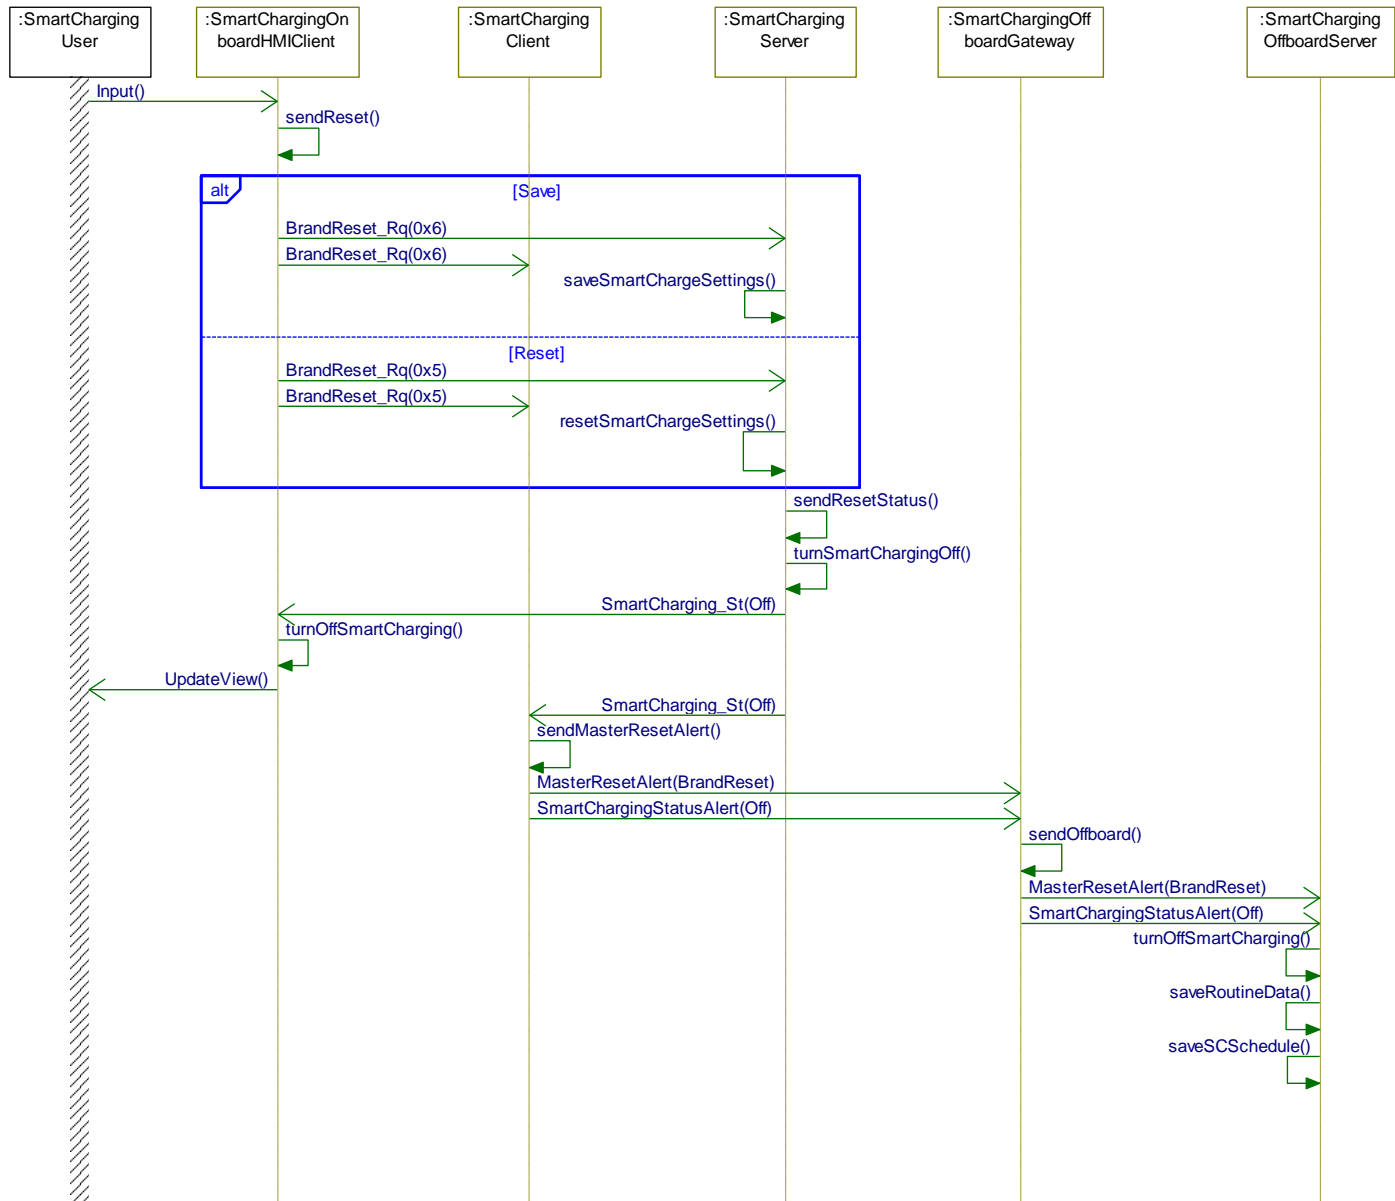 :SmartCharging
User
:SmartChargingOn
boardHMIClient
:SmartCharging
Client
:SmartCharging
Server
:SmartChargingOff
boardGateway
:SmartCharging
OffboardServer
Input()
sendReset()
alt
[Save]
BrandReset_Rq(0x6)
BrandReset_Rq(0x6)
saveSmartChargeSettings()
[Reset]
BrandReset_Rq(0x5)
BrandReset_Rq(0x5)
resetSmartChargeSettings()
sendResetStatus()
turnSmartChargingOff()
SmartCharging_St(Off)
turnOffSmartCharging()
UpdateView()
SmartCharging_St(Off)
sendMasterResetAlert()
MasterResetAlert(BrandReset)
SmartChargingStatusAlert(Off)
sendOffboard()
MasterResetAlert(BrandReset)
SmartChargingStatusAlert(Off)
turnOffSmartCharging()
saveRoutineData()
saveSCSchedule()